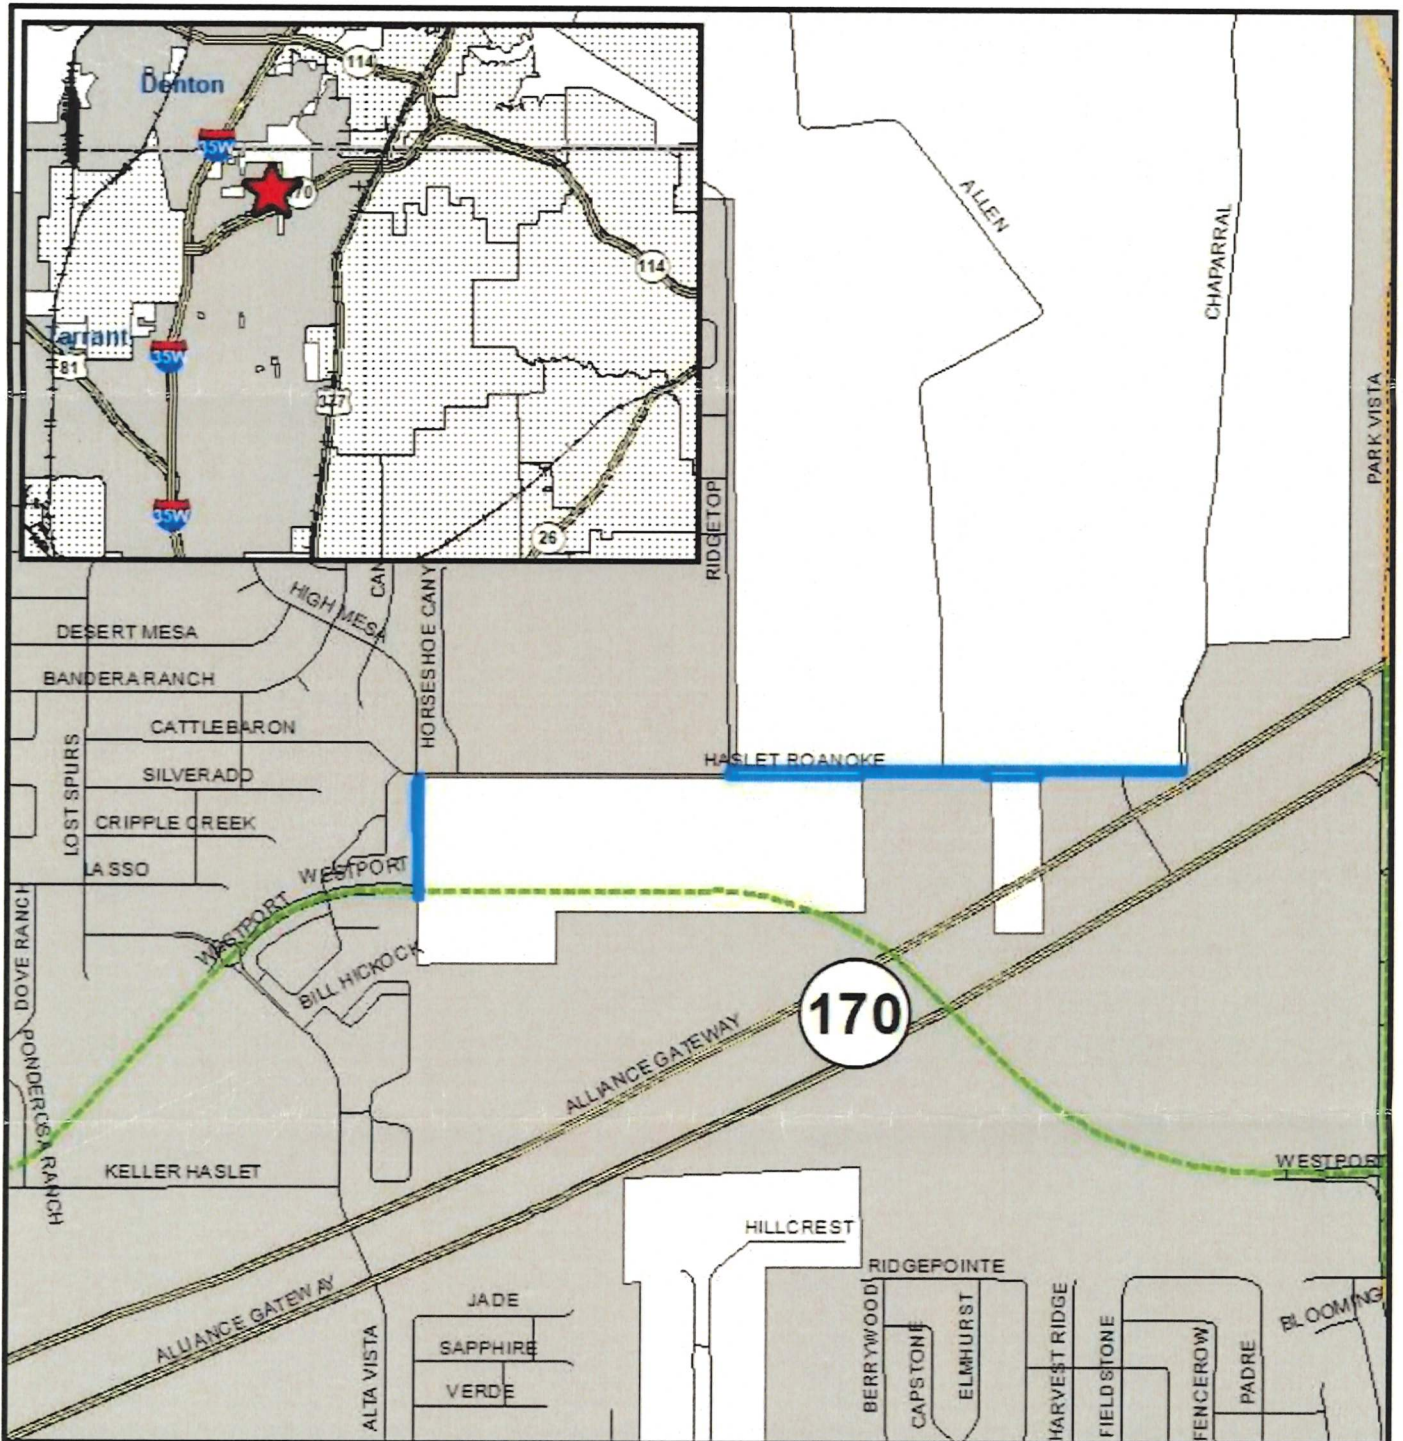 114
Denton
35W
70
114
Tarrant
35W
81
377
35W
26
ALLEN
CHAPARRAL
PARK VISTA
RIDGETOP
HIGH MESA
CAN
HORSESHOE CANY
DESERT MESA
BANDERA RANCH
CATTLEBARON
HASLET ROANOKE
LOST SPURS
SILVERADO
CRIPPLE CREEK
LASSO
WESTPORT
WESTPORT
DOVE RANCH
BILL HICKOCK
170
ALLIANCE GATEWAY
PONDEROSA RANCH
KELLER HASLET
WESTPORT
HILLCREST
RIDGEPOINTE
ALLIANCE GATEWAY
JADE
SAPPHIRE
VERDE
ALTA VISTA
BERRYWOOD
CAPSTONE
ELMHURST
HARVEST RIDGE
FIELDSTONE
FENCEROW
PADRE
BLOOMING